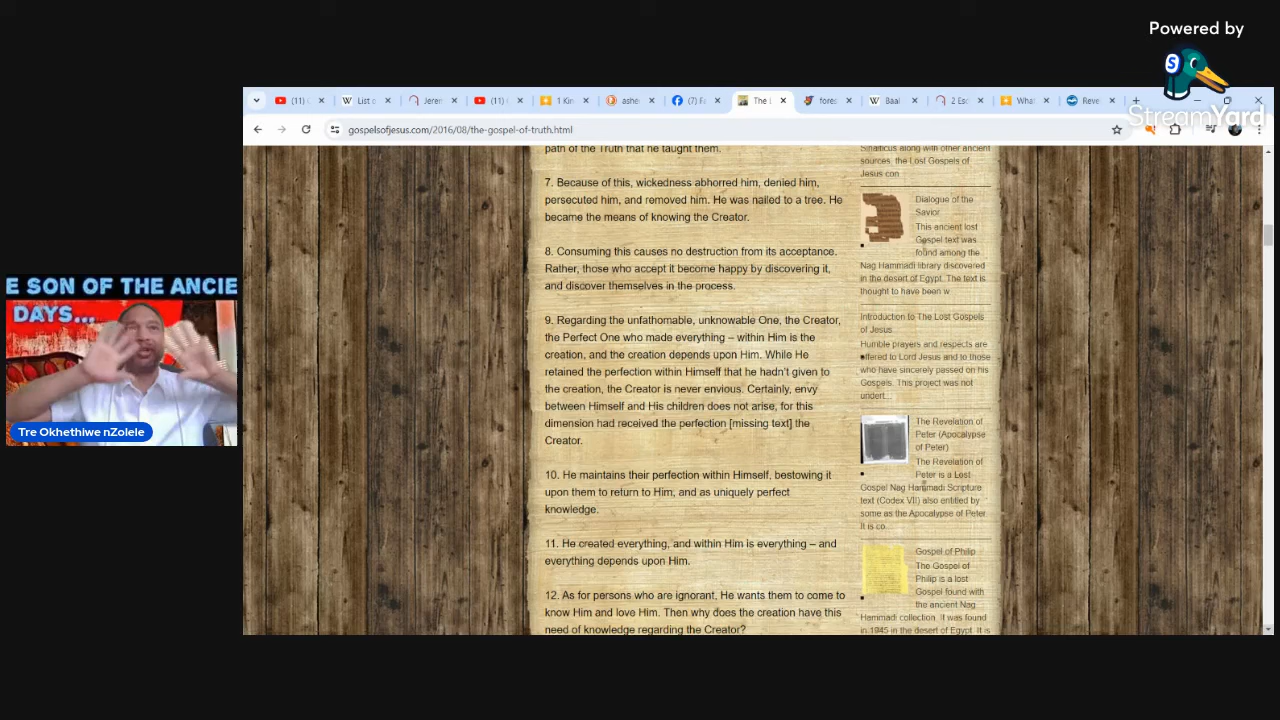 Powered by
StreamYard
(11)
List o
Jerem
(11)
1 Kin
ashe
(7) Fa
The L
fores
Baal
2 Esc
What
Reve
gospelsofjesus.com/2016/08/the-gospel-of-truth.html
path of the Truth that he taught them.
7. Because of this, wickedness abhorred him, denied him,
persecuted him, and removed him. He was nailed to a tree. He
became the means of knowing the Creator.
8. Consuming this causes no destruction from its acceptance.
Rather, those who accept it become happy by discovering it,
and discover themselves in the process.
9. Regarding the unfathomable, unknowable One, the Creator,
the Perfect One who made everything – within Him is the
creation, and the creation depends upon Him. While He
retained the perfection within Himself that he hadn't given to
the creation, the Creator is never envious. Certainly, envy
between Himself and His children does not arise, for this
dimension had received the perfection [missing text] the
Creator.
10. He maintains their perfection within Himself, bestowing it
upon them to return to Him, and as uniquely perfect
knowledge.
11. He created everything, and within Him is everything – and
everything depends upon Him.
12. As for persons who are ignorant, He wants them to come to
know Him and love Him. Then why does the creation have this
need of knowledge regarding the Creator?
Sinaiticus along with other ancient
sources, the Lost Gospels of
Jesus con
Dialogue of the
Savior
This ancient lost
Gospel text was
found among the
Nag Hammadi library discovered
in the desert of Egypt. The text is
thought to have been w
Introduction to The Lost Gospels
of Jesus
Humble prayers and respects are
offered to Lord Jesus and to those
who have sincerely passed on his
Gospels. This project was not
undert...
The Revelation of
Peter (Apocalypse
of Peter)
The Revelation of
Peter is a Lost
Gospel Nag Hammadi Scripture
text (Codex VII) also entitled by
some as the Apocalypse of Peter
It is co...
Gospel of Philip
The Gospel of
Philip is a lost
Gospel found with
the ancient Nag
Hammadi collection. It was found
in 1945 in the desert of Egypt. It is
E SON OF THE ANCIE
DAYS...
Tre Okhethiwe nZolele